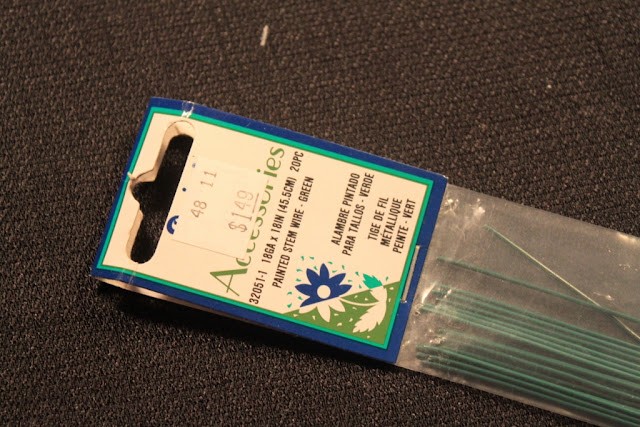 48 11
$1.49
Accessories
32051-1 18GA X 18IN (45.5CM) 20PC
PAINTED STEM WIRE - GREEN
ALAMBRE PINTADO
PARA TALLOS - VERDE
TIGE DE FIL
MÉTALLIQUE
PEINTE - VERT